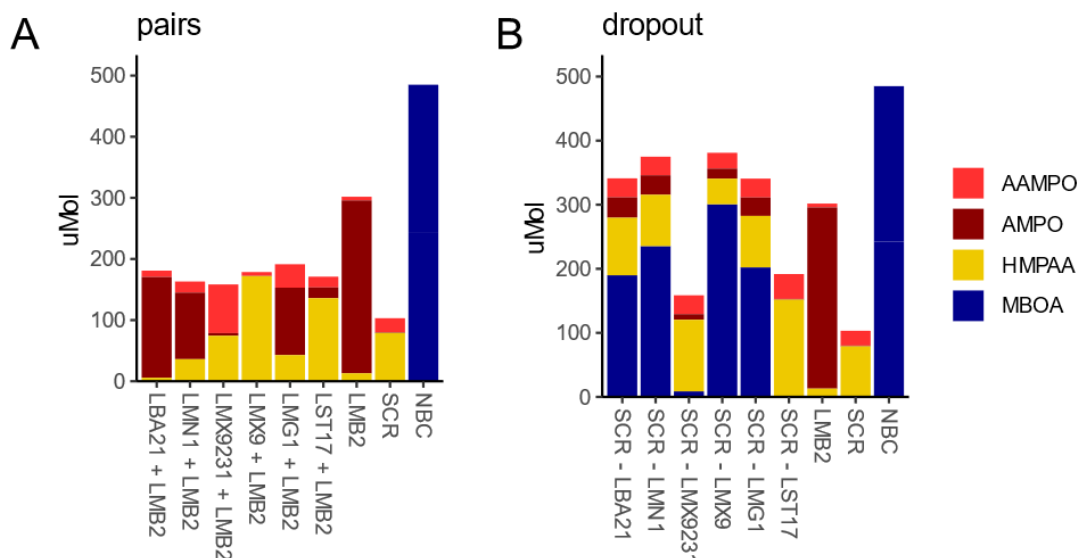 A
pairs
500
400
300
200
100
0
uMol
LBA21 + LMB2
LMN1 + LMB2
LMX9231 + LMB2
LMX9 + LMB2
LMG1 + LMB2
LST17 + LMB2
LMB2
SCR
NBC
B
dropout
500
400
300
200
100
0
uMol
SCR - LBA21
SCR - LMN1
SCR - LMX9231
SCR - LMX9
SCR - LMG1
SCR - LST17
LMB2
SCR
NBC
AAMPO
AMPO
HMPAA
MBOA